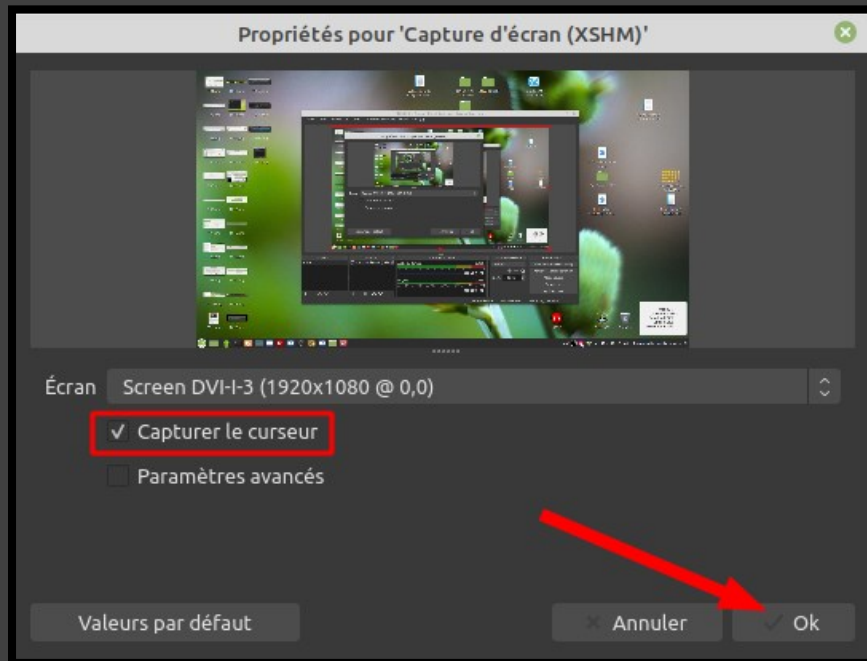 Propriétés pour 'Capture d'écran (XSHM)'
Écran Screen DVI-I-3 (1920x1080 @ 0,0)
Capturer le curseur
Paramètres avancés
Valeurs par défaut Annuler Ok